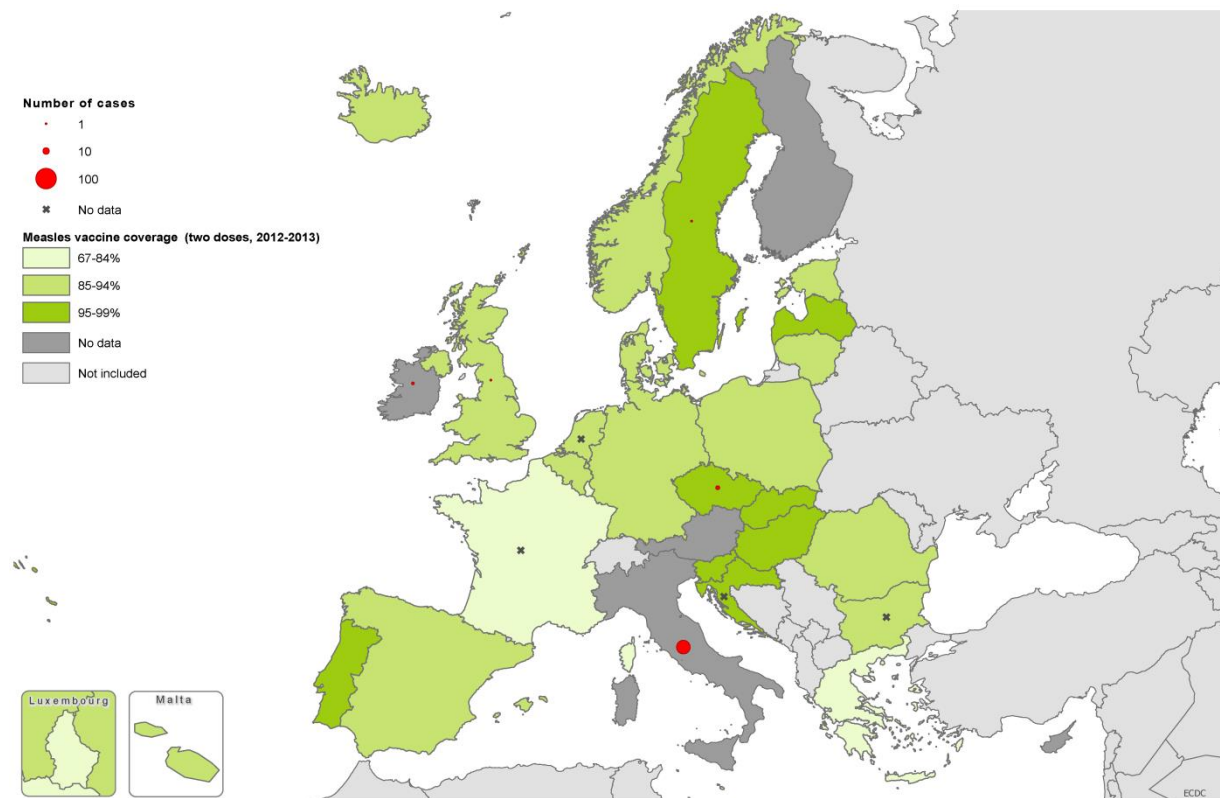 Number of cases
1
10
100
No data
Measles vaccine coverage (two doses, 2012-2013)
67-84%
85-94%
95-99%
No data
Not included
Luxembourg
Malta
ECDC